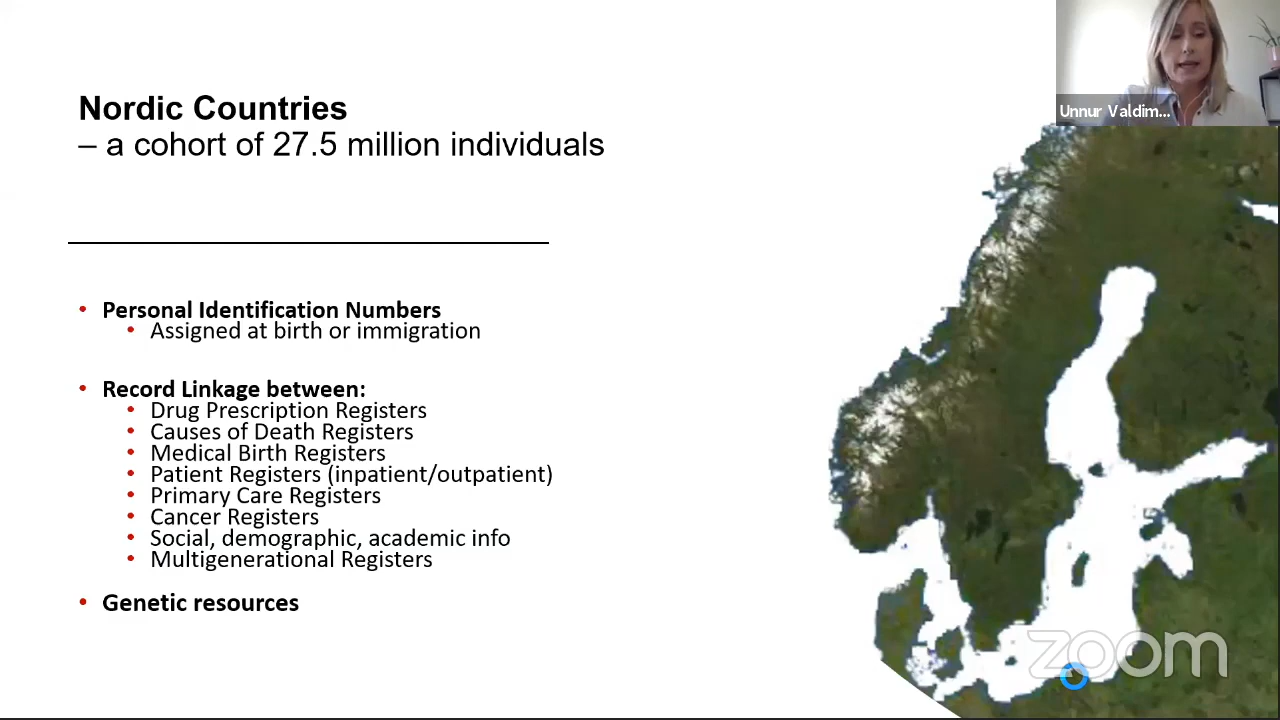 Unnur Valdim...
Nordic Countries
– a cohort of 27.5 million individuals
• Personal Identification Numbers
• Assigned at birth or immigration
• Record Linkage between:
• Drug Prescription Registers
• Causes of Death Registers
• Medical Birth Registers
• Patient Registers (inpatient/outpatient)
• Primary Care Registers
• Cancer Registers
• Social, demographic, academic info
• Multigenerational Registers
• Genetic resources
zoom